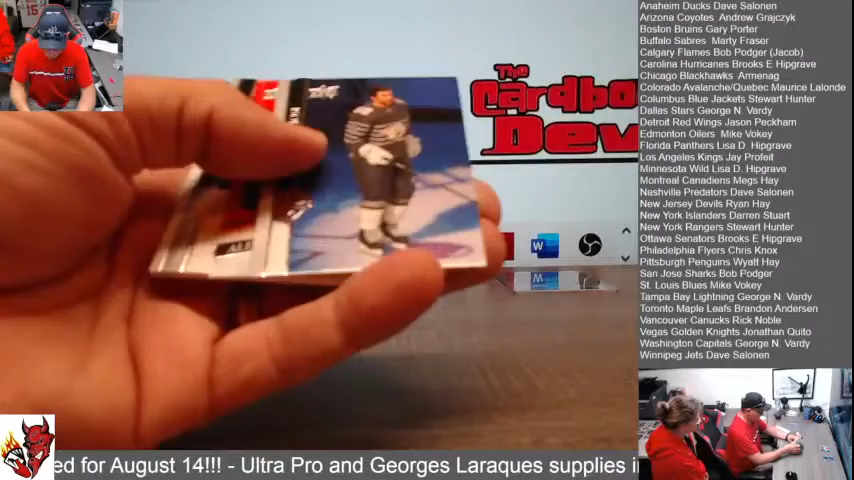 Anaheim Ducks Dave Salonen
Arizona Coyotes Andrew Grajczyk
Boston Bruins Gary Porter
Buffalo Sabres Marty Fraser
Calgary Flames Bob Podger (Jacob)
Carolina Hurricanes Brooks E Hipgrave
Chicago Blackhawks Armenag
Colorado Avalanche/Quebec Maurice Lalonde
Columbus Blue Jackets Stewart Hunter
Dallas Stars George N. Vardy
Detroit Red Wings Jason Peckham
Edmonton Oilers Mike Vokey
Florida Panthers Lisa D. Hipgrave
Los Angeles Kings Jay Profeit
Minnesota Wild Lisa D. Hipgrave
Montreal Canadiens Megs Hay
Nashville Predators Dave Salonen
New Jersey Devils Ryan Hay
New York Islanders Darren Stuart
New York Rangers Stewart Hunter
Ottawa Senators Brooks E Hipgrave
Philadelphia Flyers Chris Knox
Pittsburgh Penguins Wyatt Hay
San Jose Sharks Bob Podger
St. Louis Blues Mike Vokey
Tampa Bay Lightning George N. Vardy
Toronto Maple Leafs Brandon Andersen
Vancouver Canucks Rick Noble
Vegas Golden Knights Jonathan Quito
Washington Capitals George N. Vardy
Winnipeg Jets Dave Salonen
The
Cardbo
Dev
W
16
ed for August 14!!! - Ultra Pro and Georges Laraques supplies i